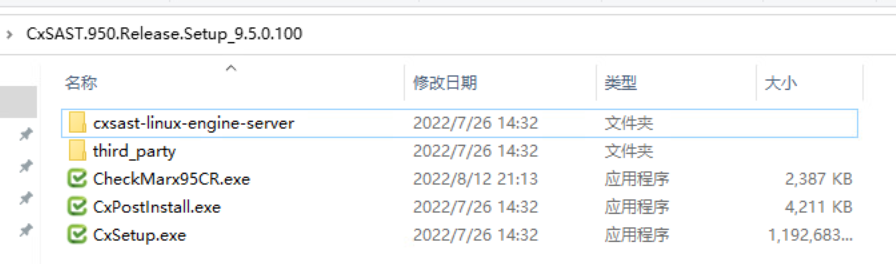 CxSAST.950.Release.Setup_9.5.0.100
名称 修改日期 类型 大小
cxsast-linux-engine-server 2022/7/26 14:32 文件夹
third_party 2022/7/26 14:32 文件夹
CheckMarx95CR.exe 2022/8/12 21:13 应用程序 2,387 KB
CxPostInstall.exe 2022/7/26 14:32 应用程序 4,211 KB
CxSetup.exe 2022/7/26 14:32 应用程序 1,192,683...